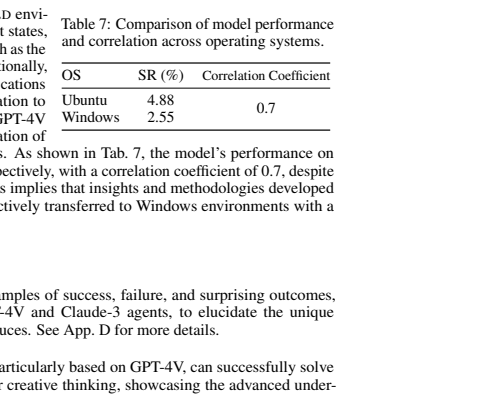 D envi-
t states,
h as the
ionally,
cations
ation to
GPT-4V
ation of
Table 7: Comparison of model performance
and correlation across operating systems.
OS SR (%) Correlation Coefficient
Ubuntu 4.88 0.7
Windows 2.55
s. As shown in Tab. 7, the model's performance on
pectively, with a correlation coefficient of 0.7, despite
s implies that insights and methodologies developed
ctively transferred to Windows environments with a
amples of success, failure, and surprising outcomes,
-4V and Claude-3 agents, to elucidate the unique
uces. See App. D for more details.
articularly based on GPT-4V, can successfully solve
r creative thinking, showcasing the advanced under-